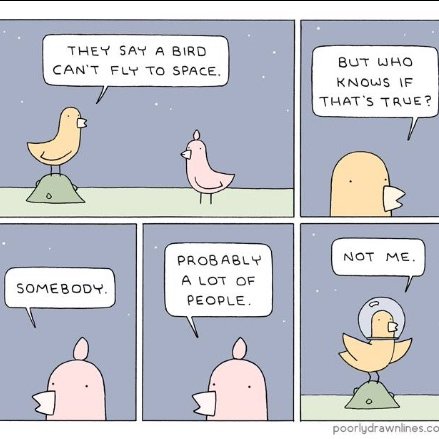 THEY SAY A BIRD
CAN'T FLY TO SPACE.
BUT WHO
KNOWS IF
THAT'S TRUE?
SOMEBODY.
PROBABLY
A LOT OF
PEOPLE.
NOT ME.
poorlydrawnlines.co